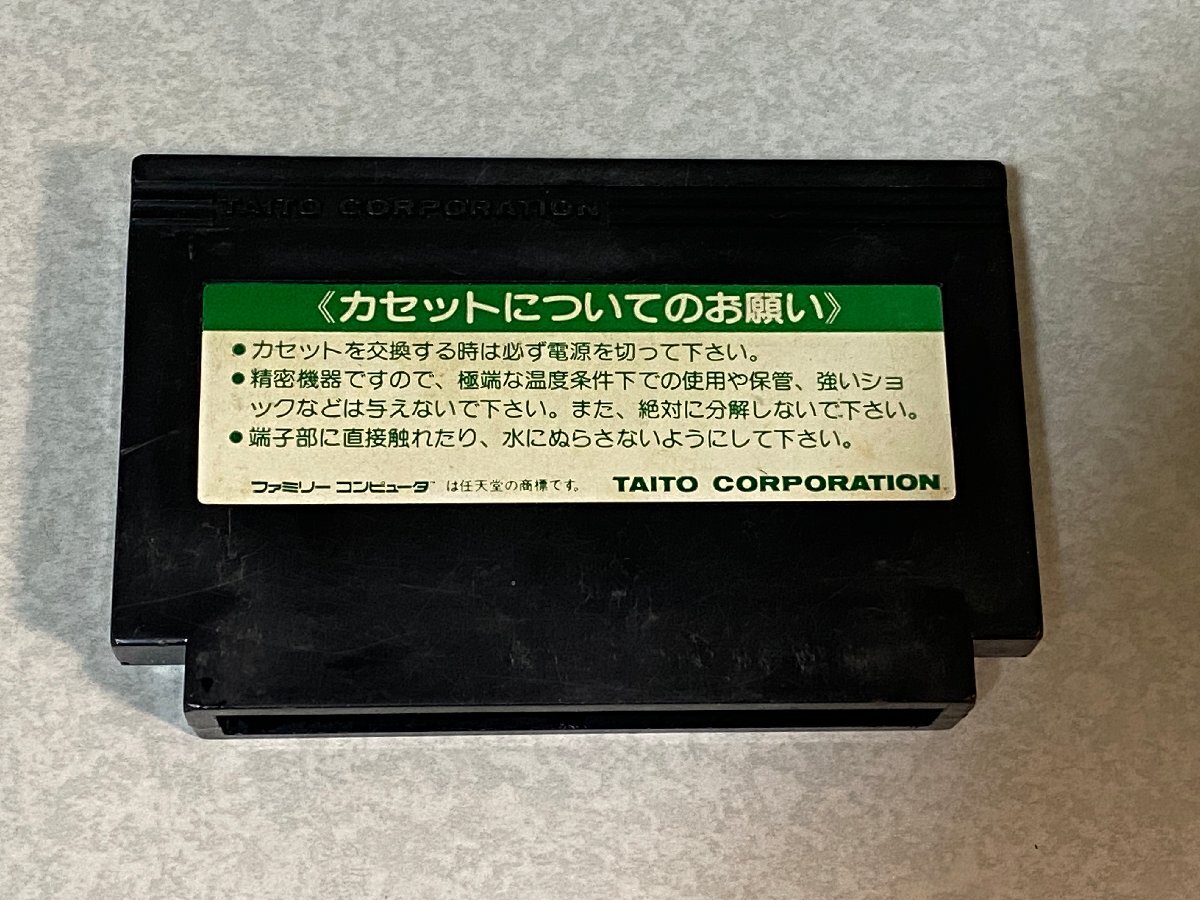 TAITO CORPORATION
《カセットについてのお願い》
●カセットを交換する時は必ず電源を切って下さい。
●精密機器ですので、極端な温度条件下での使用や保管、強いショ
ックなどは与えないで下さい。また、絶対に分解しないで下さい。
●端子部に直接触れたり、水にぬらさないようにして下さい。
ファミリーコンピュータ™ は任天堂の商標です。 TAITO CORPORATION